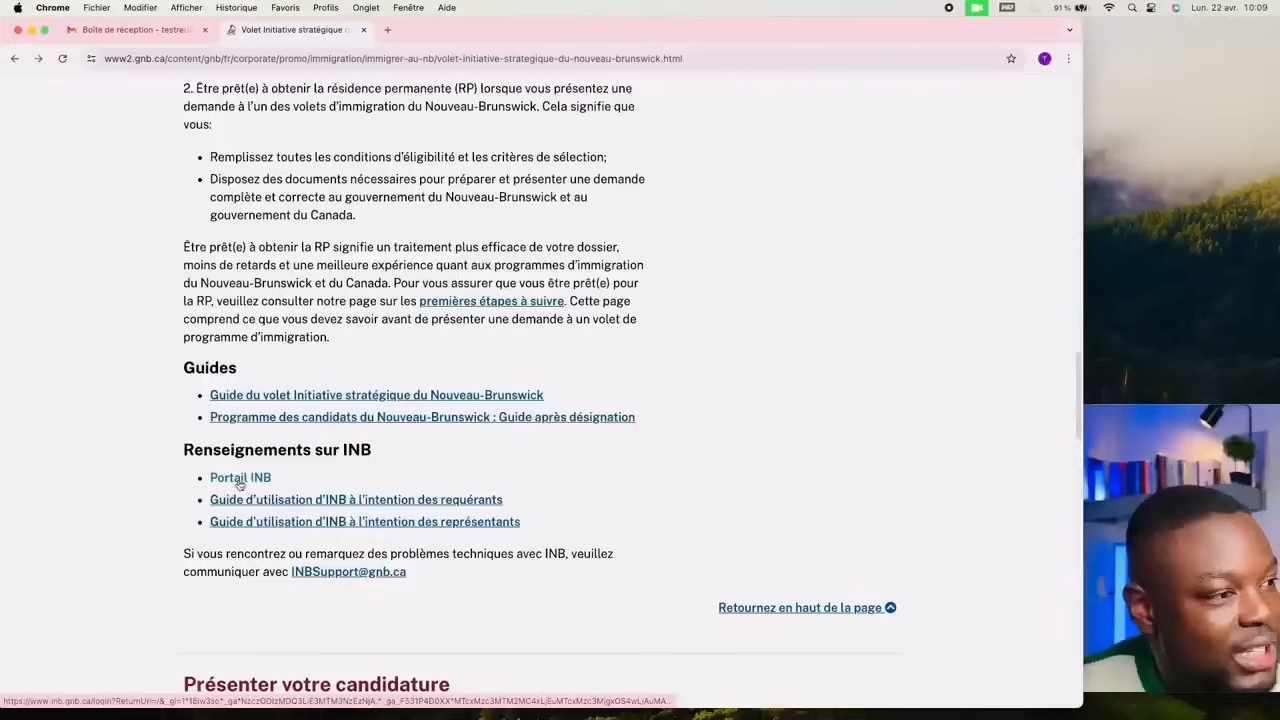 Chrome Fichier Modifier Afficher Historique Favoris Profils Onglet Fenêtre Aide 91 % Lun. 22 avr. 10:09
Boîte de réception - testreu
Volet Initiative stratégique
www2.gnb.ca/content/gnb/fr/corporate/promo/immigration/immigrer-au-nb/volet-initiative-strategique-du-nouveau-brunswick.html
T
2. Être prêt(e) à obtenir la résidence permanente (RP) lorsque vous présentez une
demande à l'un des volets d'immigration du Nouveau-Brunswick. Cela signifie que
vous:
• Remplissez toutes les conditions d'éligibilité et les critères de sélection;
• Disposez des documents nécessaires pour préparer et présenter une demande
complète et correcte au gouvernement du Nouveau-Brunswick et au
gouvernement du Canada.
Être prêt(e) à obtenir la RP signifie un traitement plus efficace de votre dossier,
moins de retards et une meilleure expérience quant aux programmes d'immigration
du Nouveau-Brunswick et du Canada. Pour vous assurer que vous être prêt(e) pour
la RP, veuillez consulter notre page sur les premières étapes à suivre. Cette page
comprend ce que vous devez savoir avant de présenter une demande à un volet de
programme d'immigration.
Guides
• Guide du volet Initiative stratégique du Nouveau-Brunswick
• Programme des candidats du Nouveau-Brunswick : Guide après désignation
Renseignements sur INB
• Portail INB
• Guide d'utilisation d'INB à l'intention des requérants
• Guide d'utilisation d'INB à l'intention des représentants
Si vous rencontrez ou remarquez des problèmes techniques avec INB, veuillez
communiquer avec INBSupport@gnb.ca
Retournez en haut de la page
Présenter votre candidature